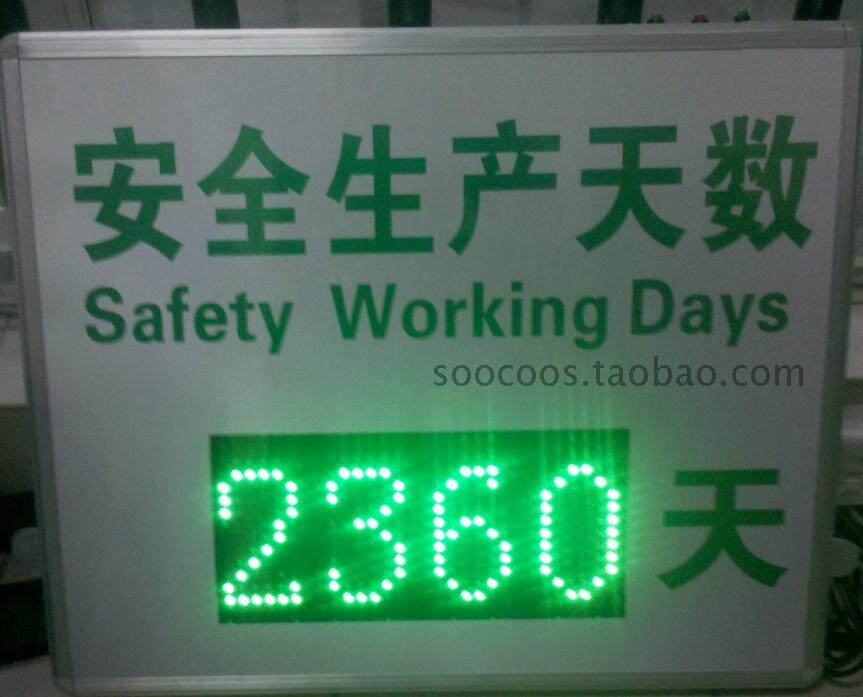 安全生产天数
Safety Working Days
soocoos.taobao.com
2360 天